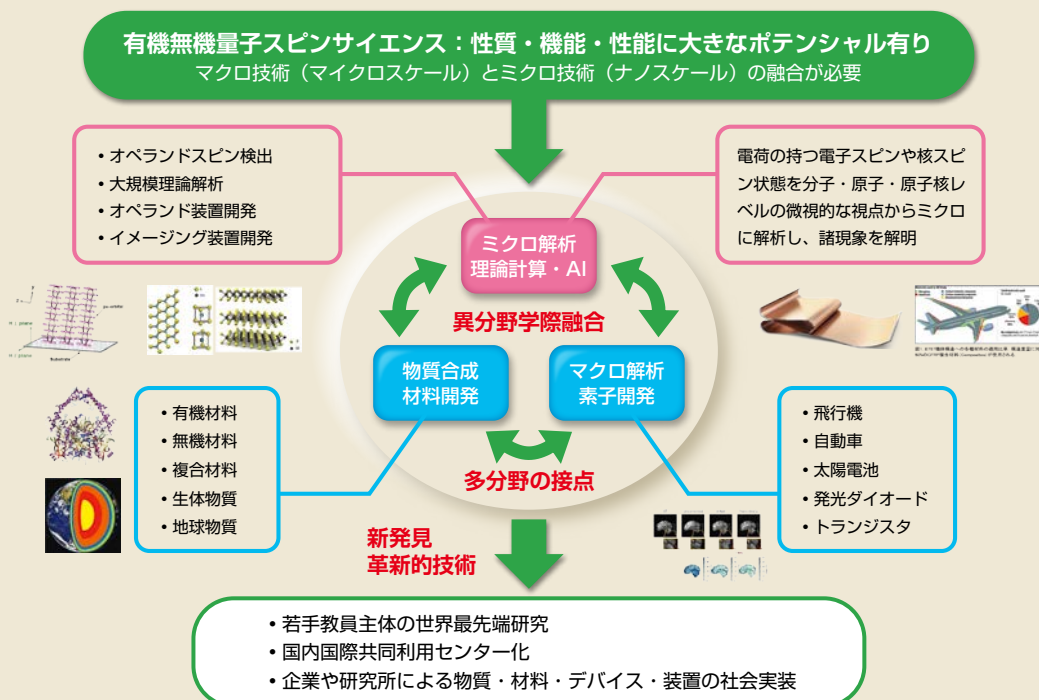 有機無機量子スピンサイエンス：性質・機能・性能に大きなポテンシャル有り
マクロ技術（マイクロスケール）とミクロ技術（ナノスケール）の融合が必要
• オペランドスピン検出
• 大規模理論解析
• オペランド装置開発
• イメージング装置開発
電荷の持つ電子スピンや核スピ
ン状態を分子・原子・原子核レ
ベルの微視的な視点からミクロ
に解析し、諸現象を解明
ミクロ解析
理論計算・AI
異分野学際融合
物質合成
材料開発
マクロ解析
素子開発
多分野の接点
• 有機材料
• 無機材料
• 複合材料
• 生体物質
• 地球物質
• 飛行機
• 自動車
• 太陽電池
• 発光ダイオード
• トランジスタ
新発見
革新的技術
• 若手教員主体の世界最先端研究
• 国内国際共同利用センター化
• 企業や研究所による物質・材料・デバイス・装置の社会実装